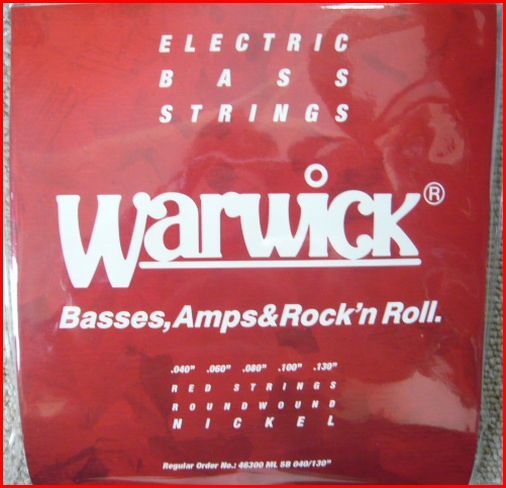 ELECTRIC
BASS
STRINGS
Warwick®
Basses,Amps&Rock'n Roll.
.040" .060" .080" .100" .130"
RED STRINGS
ROUNDWOUND
NICKEL
Regular Order No.: 46300 ML 5B 040/130"